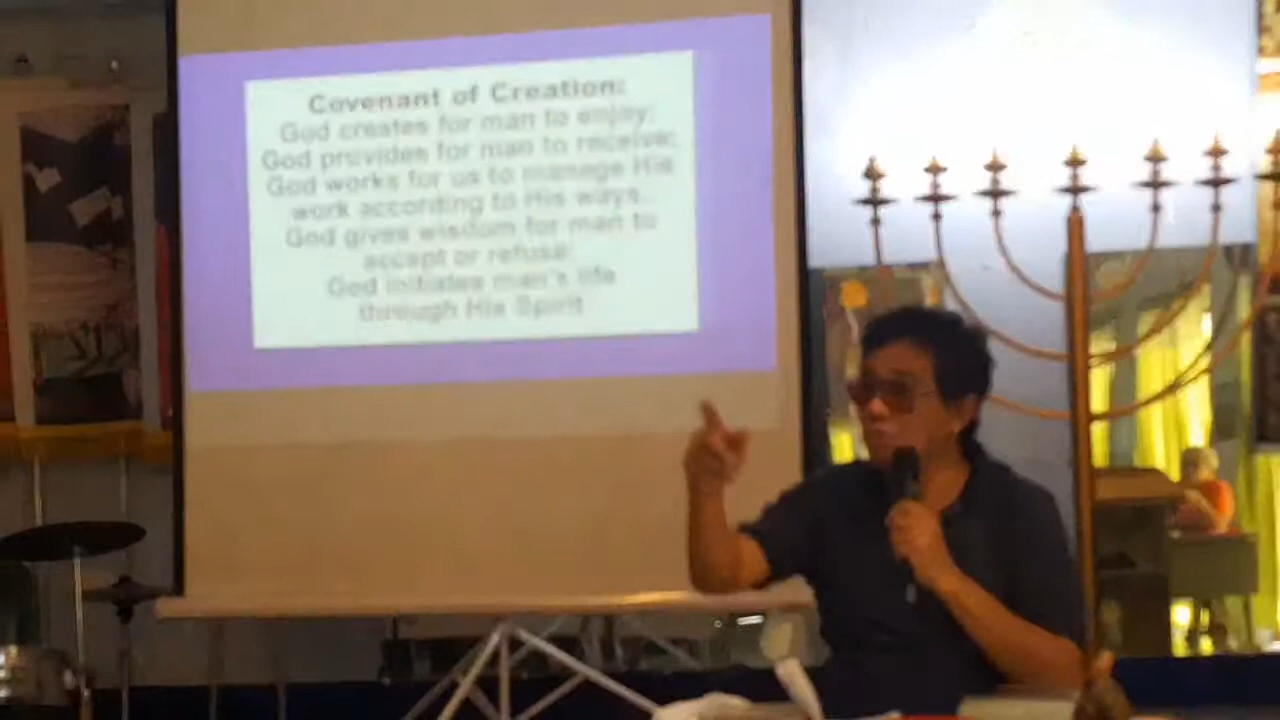 Covenant of Creation:
God creates for man to enjoy;
God provides for man to receive;
God works for us to manage His
work according to His ways.
God gives wisdom for man to
accept or refuse;
God initiates man's life
through His Spirit